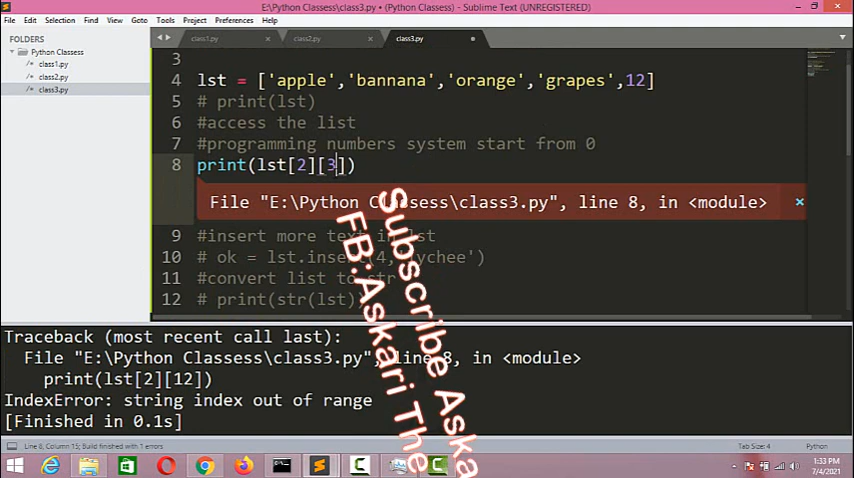 E:\Python Classess\class3.py • (Python Classess) - Sublime Text (UNREGISTERED)
File Edit Selection Find View Goto Tools Project Preferences Help
FOLDERS
Python Classess
class1.py
class2.py
class3.py
class1.py class2.py class3.py
3
4 lst = ['apple','bannana','orange','grapes',12]
5 # print(lst)
6 #access the list
7 #programming numbers system start from 0
8 print(lst[2][3])
File "E:\Python Classess\class3.py", line 8, in <module> ×
9 #insert more text in lst
10 # ok = lst.insert(4,'lychee')
11 #convert list to str
12 # print(str(lst))
Traceback (most recent call last):
File "E:\Python Classess\class3.py", line 8, in <module>
print(lst[2][12])
IndexError: string index out of range
[Finished in 0.1s]
Subscribe Aska
FB:Askari The
Line 8, Column 15; Build finished with 1 errors
Tab Size: 4 Python
1:33 PM
7/4/2021